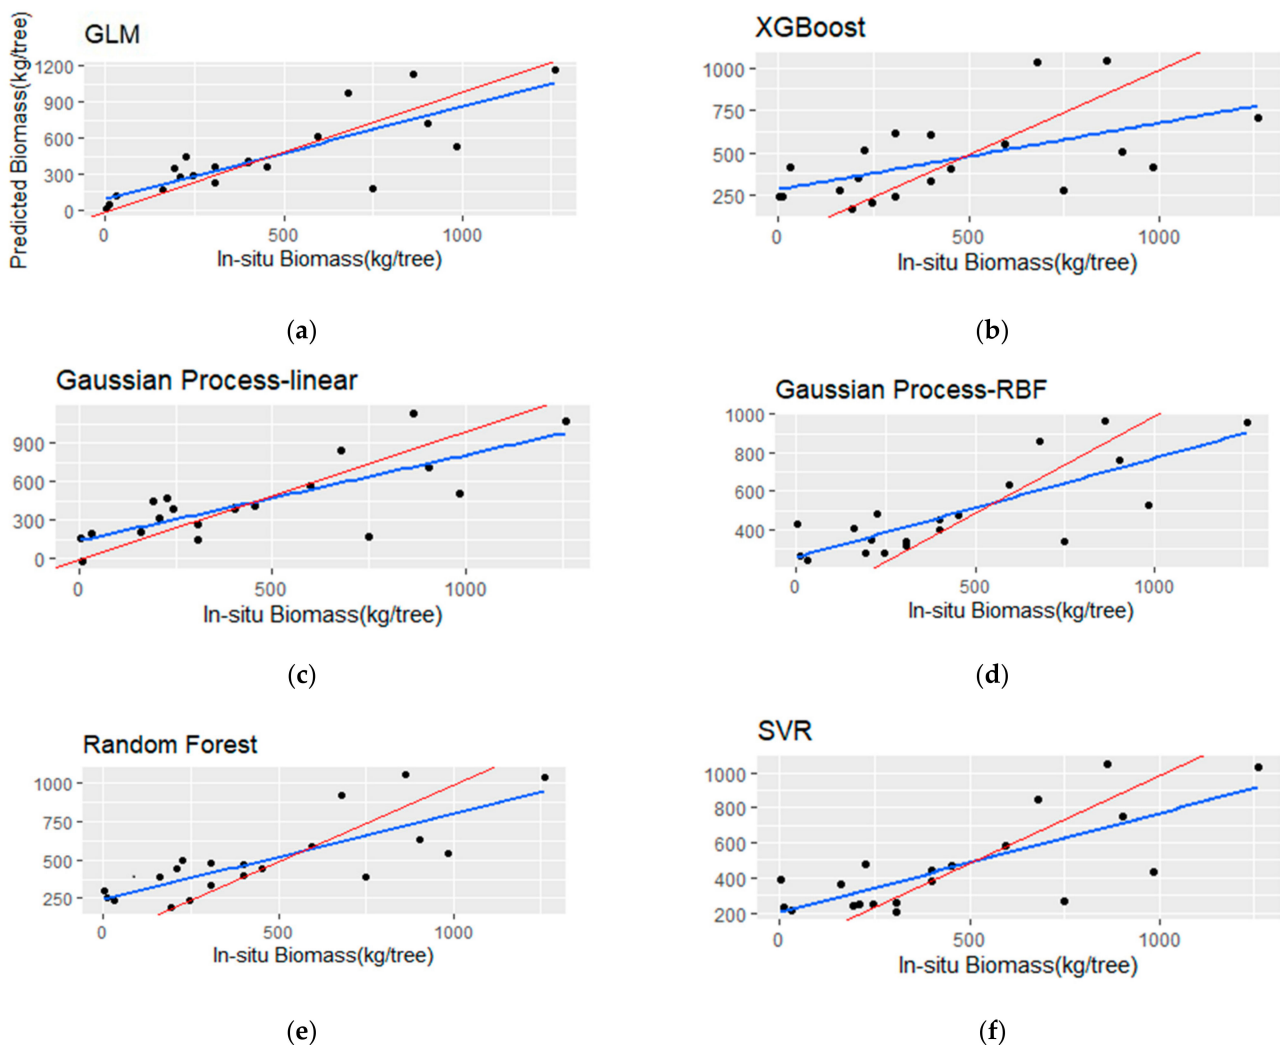 GLM
Predicted Biomass(kg/tree)
1200
900
600
300
0
0 500 1000
In-situ Biomass(kg/tree)
(a)
XGBoost
1000
750
500
250
0 500 1000
In-situ Biomass(kg/tree)
(b)
Gaussian Process-linear
900
600
300
0
0 500 1000
In-situ Biomass(kg/tree)
(c)
Gaussian Process-RBF
1000
800
600
400
0 500 1000
In-situ Biomass(kg/tree)
(d)
Random Forest
1000
750
500
250
0 500 1000
In-situ Biomass(kg/tree)
(e)
SVR
1000
800
600
400
200
0 500 1000
In-situ Biomass(kg/tree)
(f)